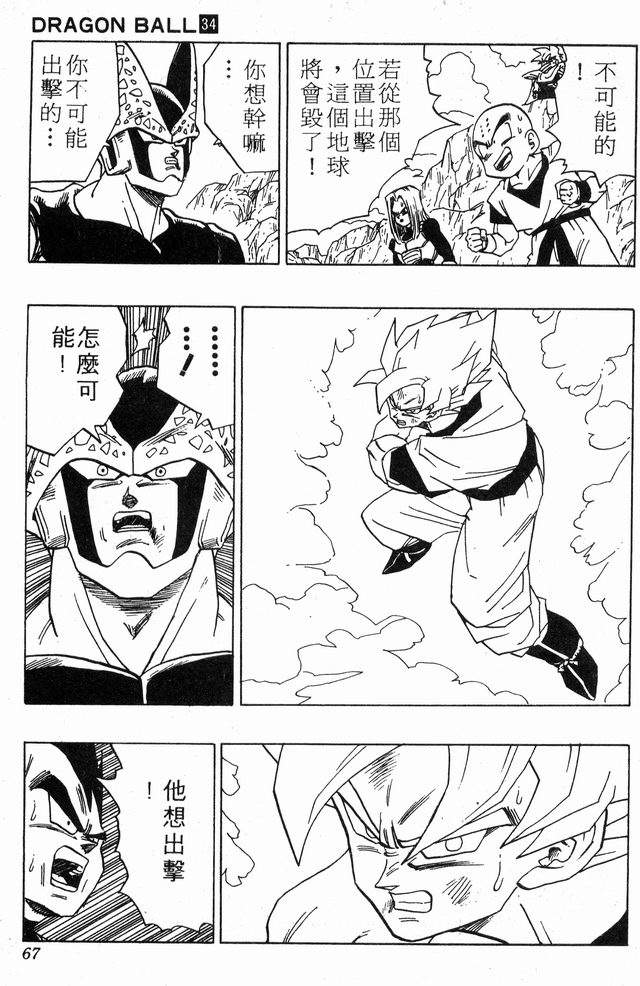 DRAGON BALL 34
不可能的
！
若從那個
位置出擊
，這個地球
將會毀了！
你想幹嘛
…
你不可能
出擊的…
……！
怎麼可
能！
他想出擊
！
67